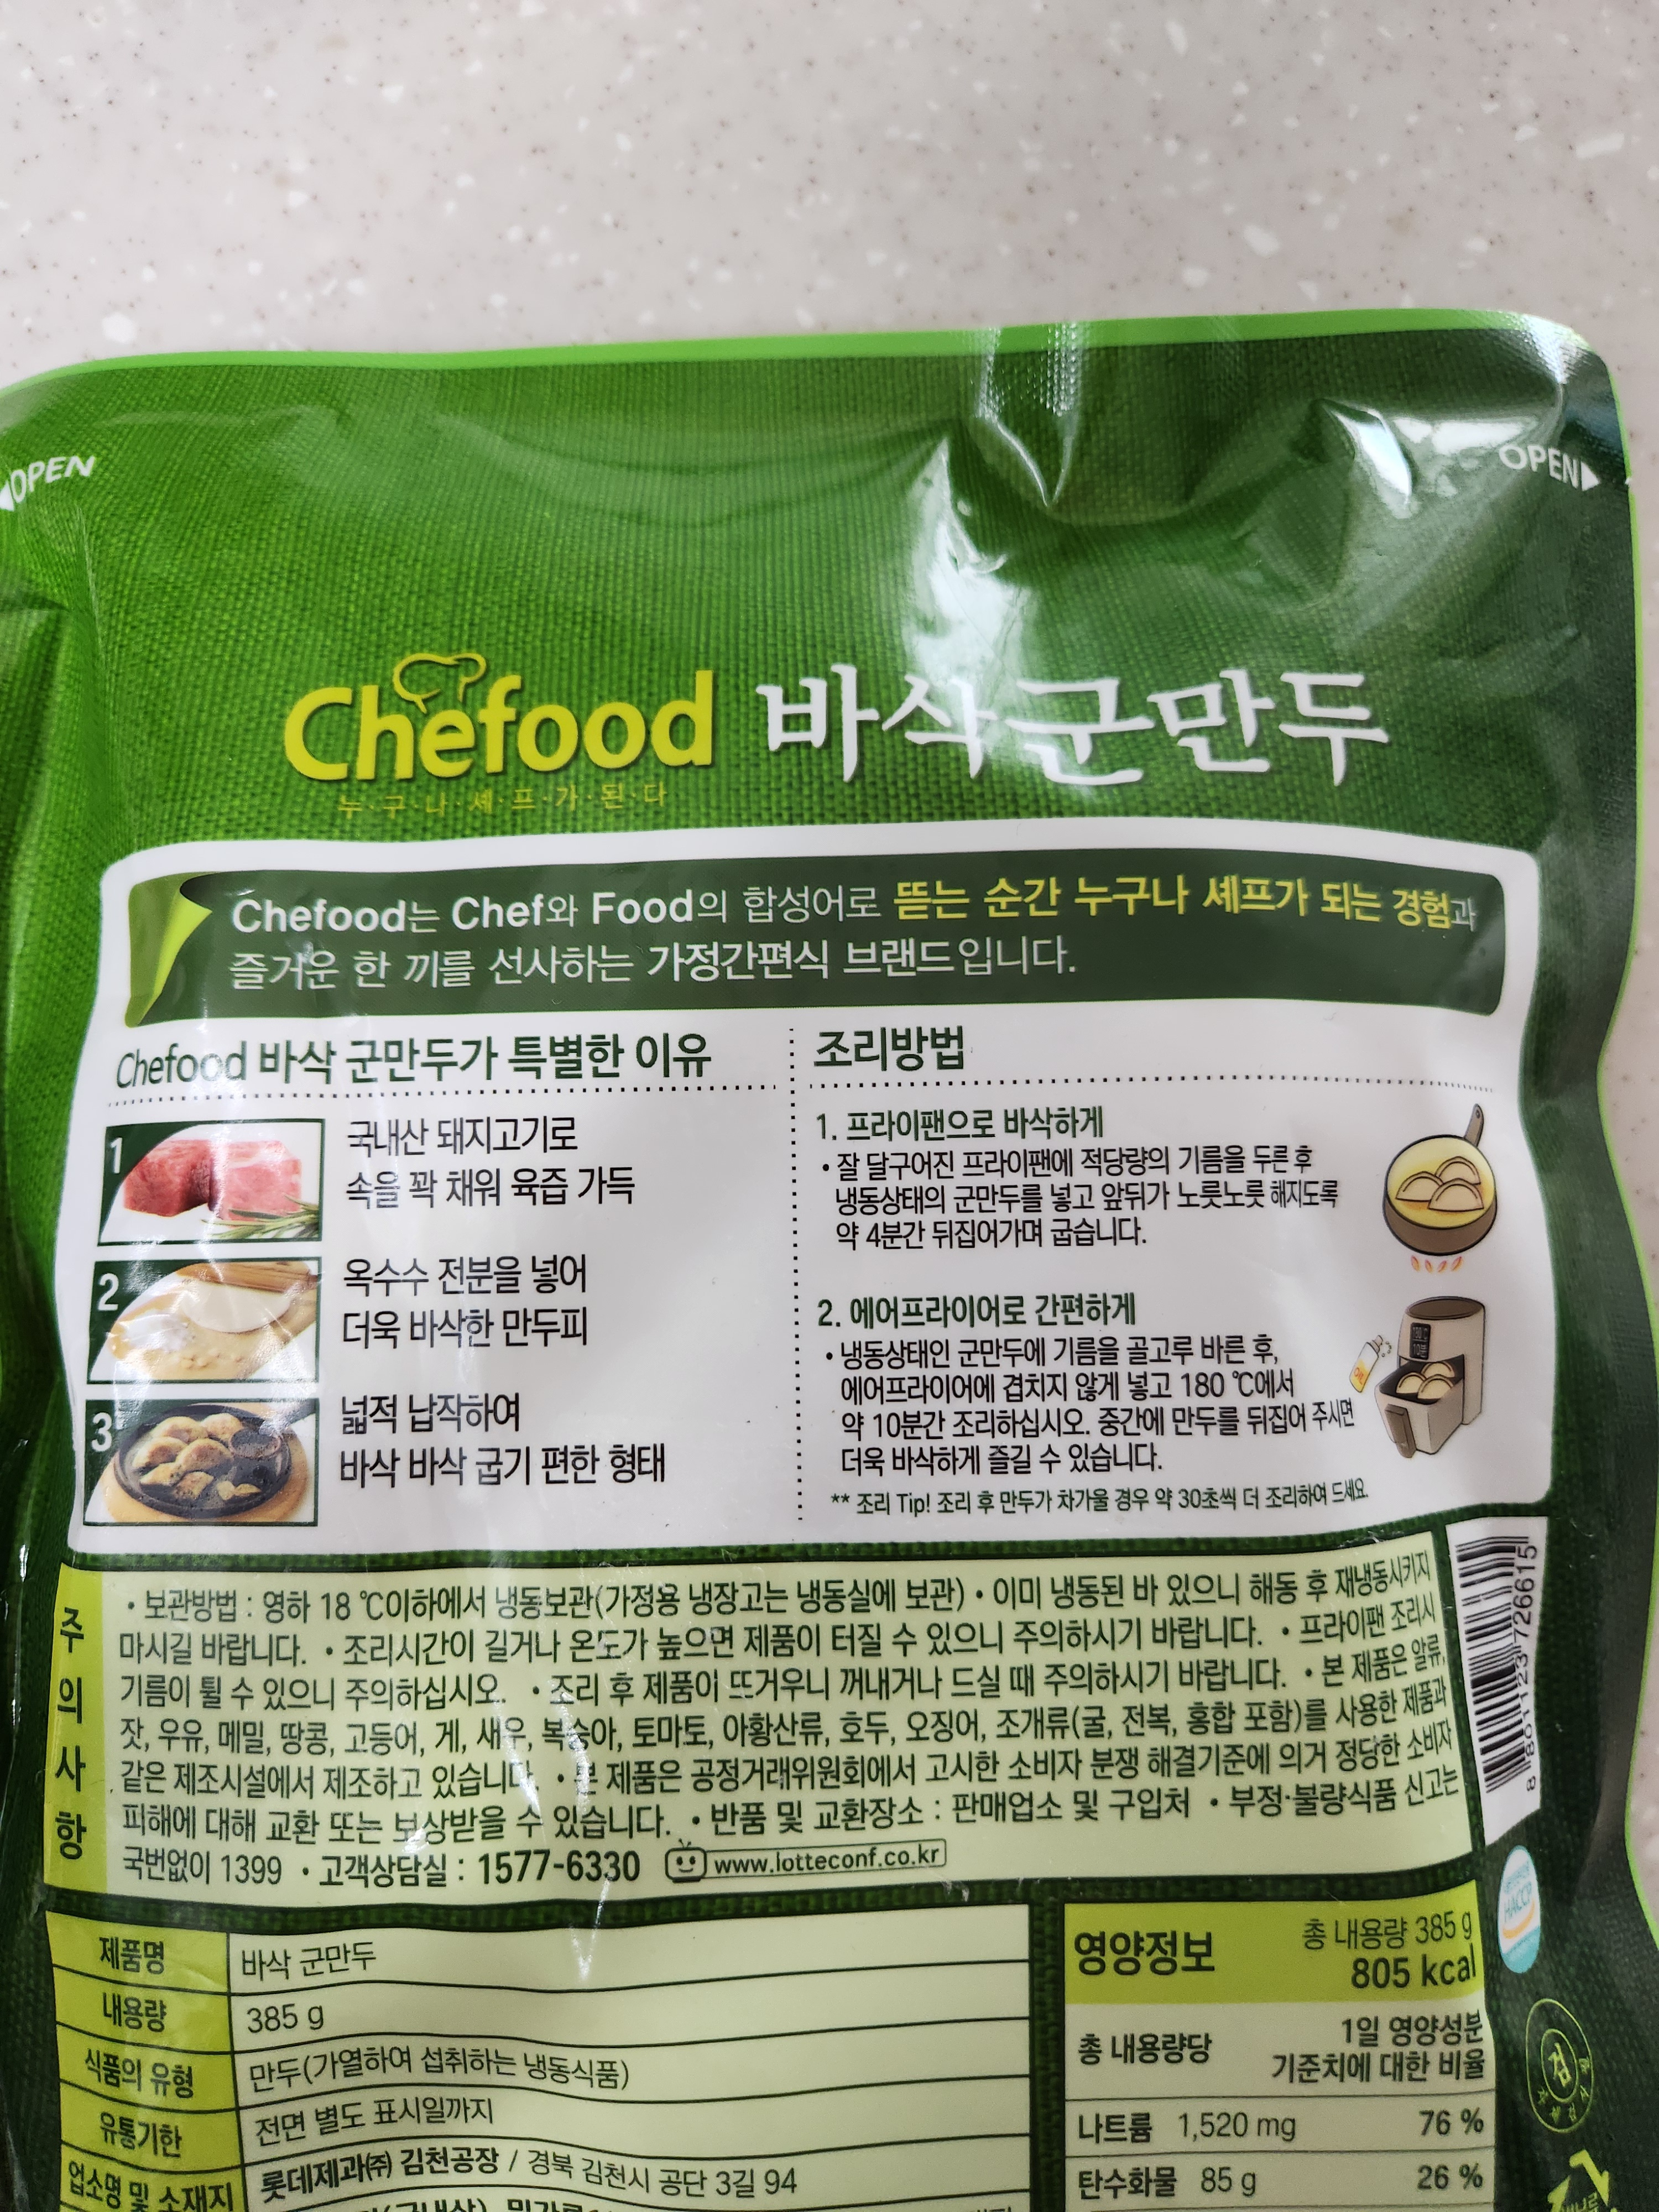 OPEN
OPEN
Chefood 바삭군만두
누·구·나·셰·프·가·된·다
Chefood는 Chef와 Food의 합성어로 뜯는 순간 누구나 셰프가 되는 경험과
즐거운 한 끼를 선사하는 가정간편식 브랜드입니다.
Chefood 바삭 군만두가 특별한 이유
1
국내산 돼지고기로
속을 꽉 채워 육즙 가득
2
옥수수 전분을 넣어
더욱 바삭한 만두피
3
넓적 납작하여
바삭 바삭 굽기 편한 형태
조리방법
1. 프라이팬으로 바삭하게
• 잘 달구어진 프라이팬에 적당량의 기름을 두른 후
냉동상태의 군만두를 넣고 앞뒤가 노릇노릇 해지도록
약 4분간 뒤집어가며 굽습니다.
2. 에어프라이어로 간편하게
• 냉동상태인 군만두에 기름을 골고루 바른 후,
에어프라이어에 겹치지 않게 넣고 180 ℃에서
약 10분간 조리하십시오. 중간에 만두를 뒤집어 주시면
더욱 바삭하게 즐길 수 있습니다.
** 조리 Tip! 조리 후 만두가 차가울 경우 약 30초씩 더 조리하여 드세요.
주의사항
• 보관방법 : 영하 18 ℃이하에서 냉동보관(가정용 냉장고는 냉동실에 보관) • 이미 냉동된 바 있으니 해동 후 재냉동시키지
마시길 바랍니다. • 조리시간이 길거나 온도가 높으면 제품이 터질 수 있으니 주의하시기 바랍니다. • 프라이팬 조리시
기름이 튈 수 있으니 주의하십시오. • 조리 후 제품이 뜨거우니 꺼내거나 드실 때 주의하시기 바랍니다. • 본 제품은 알류,
잣, 우유, 메밀, 땅콩, 고등어, 게, 새우, 복숭아, 토마토, 아황산류, 호두, 오징어, 조개류(굴, 전복, 홍합 포함)를 사용한 제품과
같은 제조시설에서 제조하고 있습니다. • 본 제품은 공정거래위원회에서 고시한 소비자 분쟁 해결기준에 의거 정당한 소비자
피해에 대해 교환 또는 보상받을 수 있습니다. • 반품 및 교환장소 : 판매업소 및 구입처 • 부정·불량식품 신고는
국번없이 1399 • 고객상담실 : 1577-6330 www.lotteconf.co.kr
8 801123 726615
HACCP
제품명 바삭 군만두
내용량 385 g
식품의 유형 만두(가열하여 섭취하는 냉동식품)
유통기한 전면 별도 표시일까지
업소명 및 소재지 롯데제과㈜ 김천공장 / 경북 김천시 공단 3길 94
영양정보 총 내용량 385 g
805 kcal
총 내용량당 1일 영양성분
기준치에 대한 비율
나트륨 1,520 mg 76 %
탄수화물 85 g 26 %
검